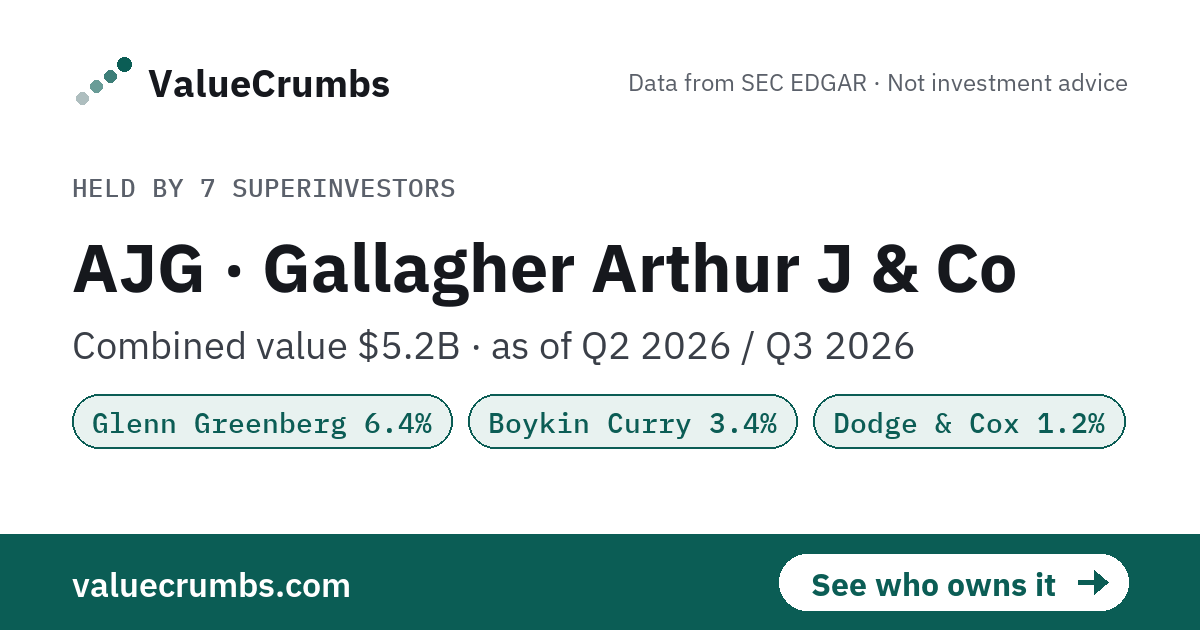 ValueCrumbs
Data from SEC EDGAR · Not investment advice
HELD BY 7 SUPERINVESTORS
AJG · Gallagher Arthur J & Co
Combined value $5.2B · as of Q2 2026 / Q3 2026
Glenn Greenberg 6.4%
Boykin Curry 3.4%
Dodge & Cox 1.2%
valuecrumbs.com
See who owns it →